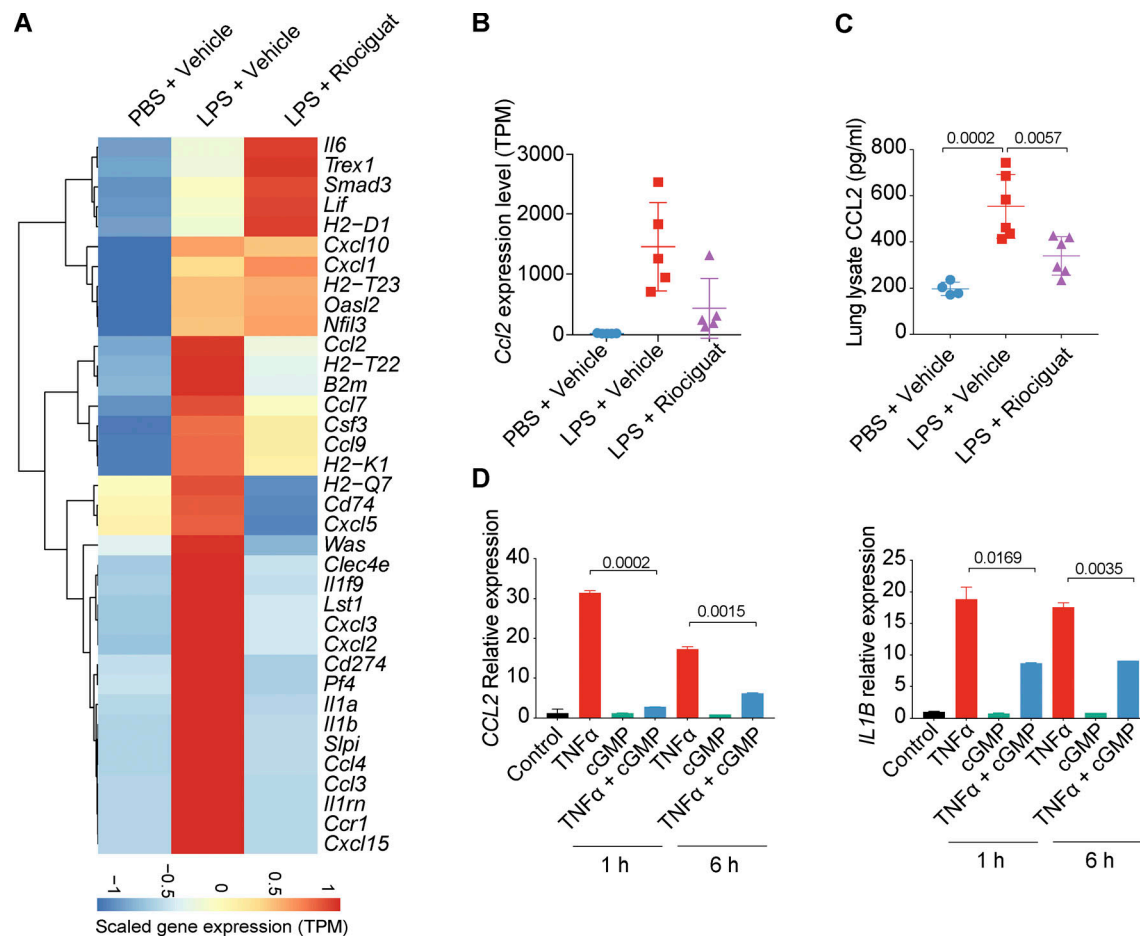 A
PBS + Vehicle
LPS + Vehicle
LPS + Riociguat
Il6
Trex1
Smad3
Lif
H2−D1
Cxcl10
Cxcl1
H2−T23
Oasl2
Nfil3
Ccl2
H2−T22
B2m
Ccl7
Csf3
Ccl9
H2−K1
H2−Q7
Cd74
Cxcl5
Was
Clec4e
Il1f9
Lst1
Cxcl3
Cxcl2
Cd274
Pf4
Il1a
Il1b
Slpi
Ccl4
Ccl3
Il1rn
Ccr1
Cxcl15
−1
−0.5
0
0.5
1
Scaled gene expression (TPM)
B
Ccl2 expression level (TPM)
3000
2000
1000
0
PBS + Vehicle
LPS + Vehicle
LPS + Riociguat
C
Lung lysate CCL2 (pg/ml)
0.0002
0.0057
800
600
400
200
0
PBS + Vehicle
LPS + Vehicle
LPS + Riociguat
D
CCL2 Relative expression
40
30
20
10
0
0.0002
0.0015
Control
TNFα
cGMP
TNFα + cGMP
TNFα
cGMP
TNFα + cGMP
1 h
6 h
IL1B relative expression
25
20
15
10
5
0
0.0169
0.0035
Control
TNFα
cGMP
TNFα + cGMP
TNFα
cGMP
TNFα + cGMP
1 h
6 h